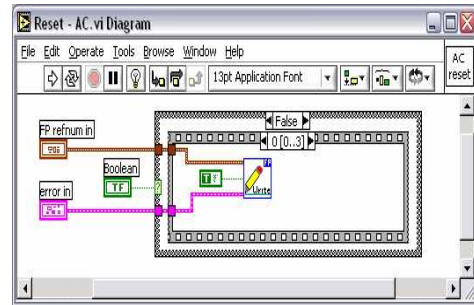 Reset - AC.vi Diagram
File Edit Operate Tools Browse Window Help
13pt Application Font
AC
reset
False
0 [0..3]
FP refnum in
Boolean
TF
error in
FP
Write